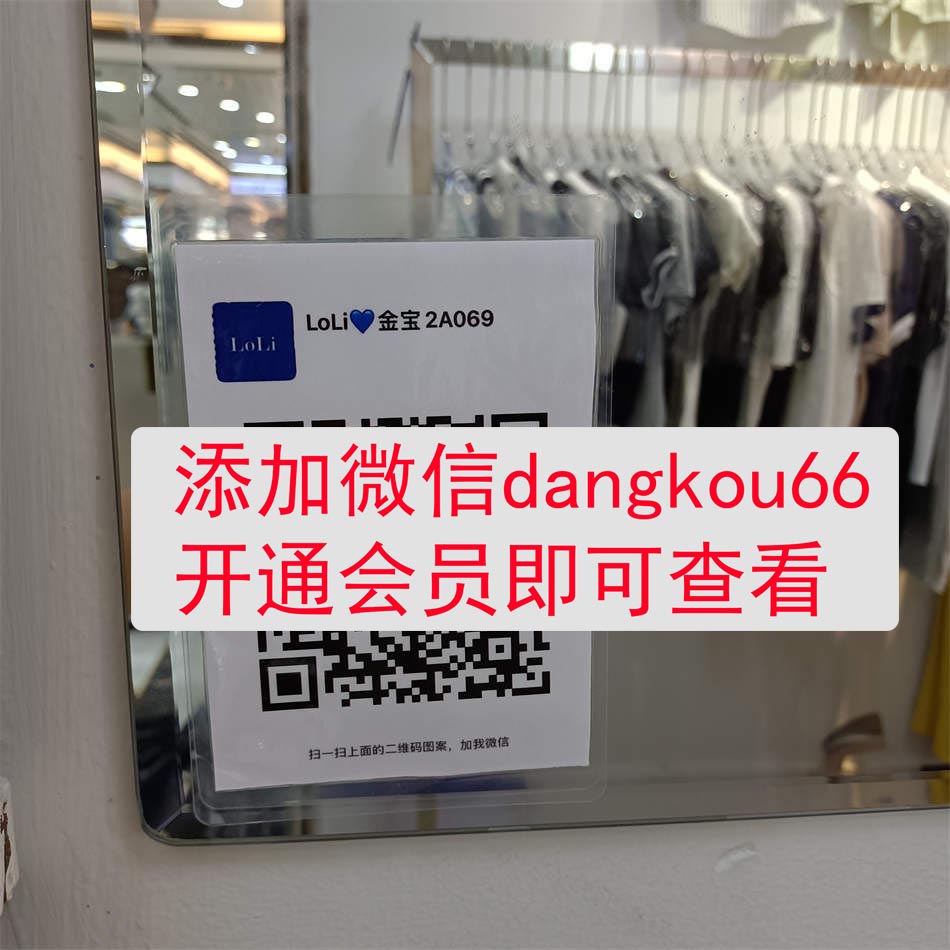 LoLi
LoLi💙金宝 2A069
添加微信dangkou66
开通会员即可查看
扫一扫上面的二维码图案，加我微信